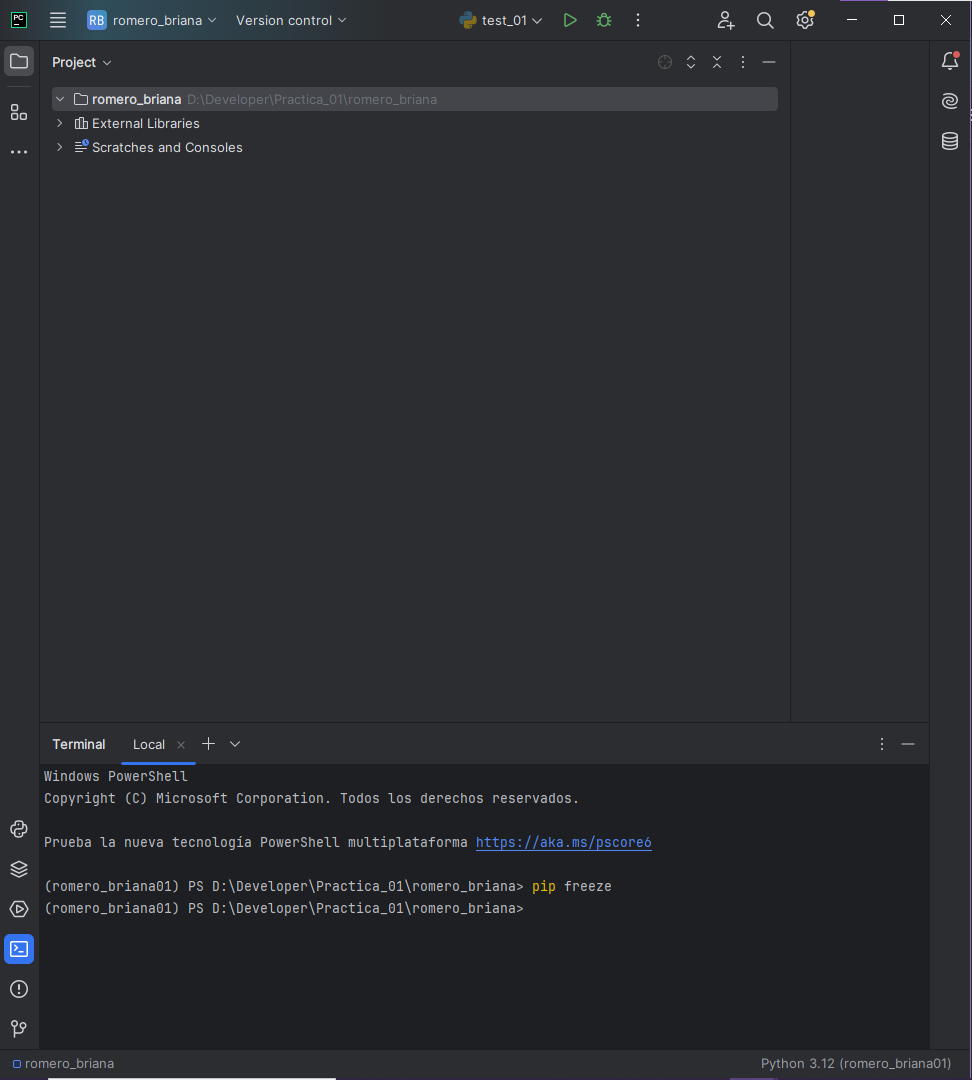 PC RB romero_briana Version control test_01
Project
romero_briana D:\Developer\Practica_01\romero_briana
External Libraries
Scratches and Consoles
Terminal Local
Windows PowerShell
Copyright (C) Microsoft Corporation. Todos los derechos reservados.
Prueba la nueva tecnología PowerShell multiplataforma https://aka.ms/pscore6
(romero_briana01) PS D:\Developer\Practica_01\romero_briana> pip freeze
(romero_briana01) PS D:\Developer\Practica_01\romero_briana>
romero_briana Python 3.12 (romero_briana01)